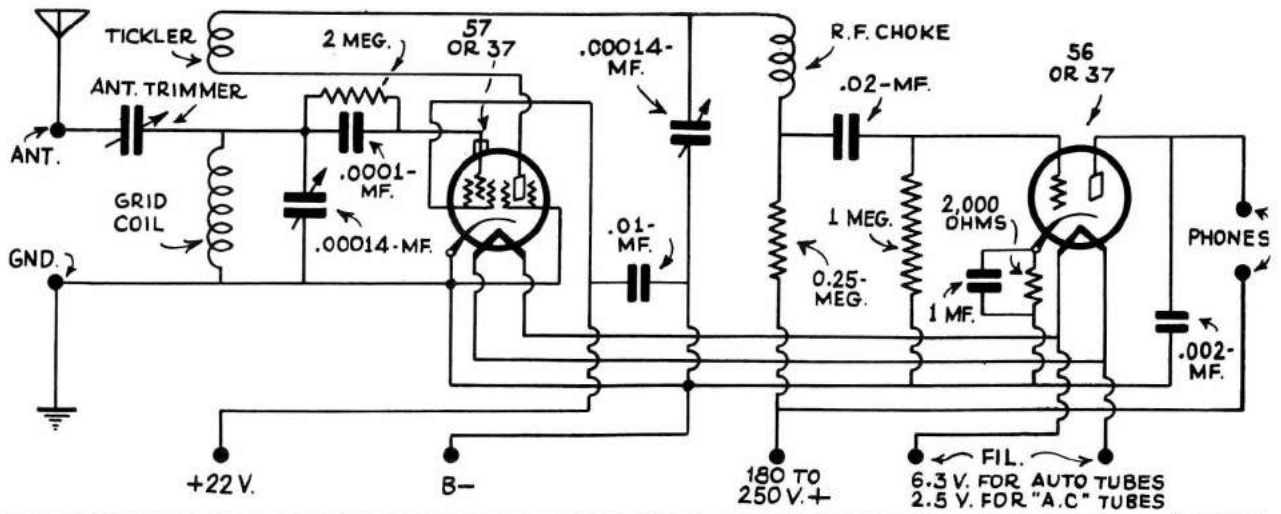 TICKLER
2 MEG.
57
OR 37
.00014-
MF.
R.F. CHOKE
56
OR 37
ANT. TRIMMER
.02-MF.
ANT.
.0001-
MF.
GRID
COIL
.00014-MF.
.01-
MF.
1 MEG.
2,000
OHMS
PHONES
GND.
0.25-
MEG.
1 MF.
.002-
MF.
+22 V.
B-
180 TO
250 V.+
FIL.
6.3 V. FOR AUTO TUBES
2.5 V. FOR "A.C" TUBES